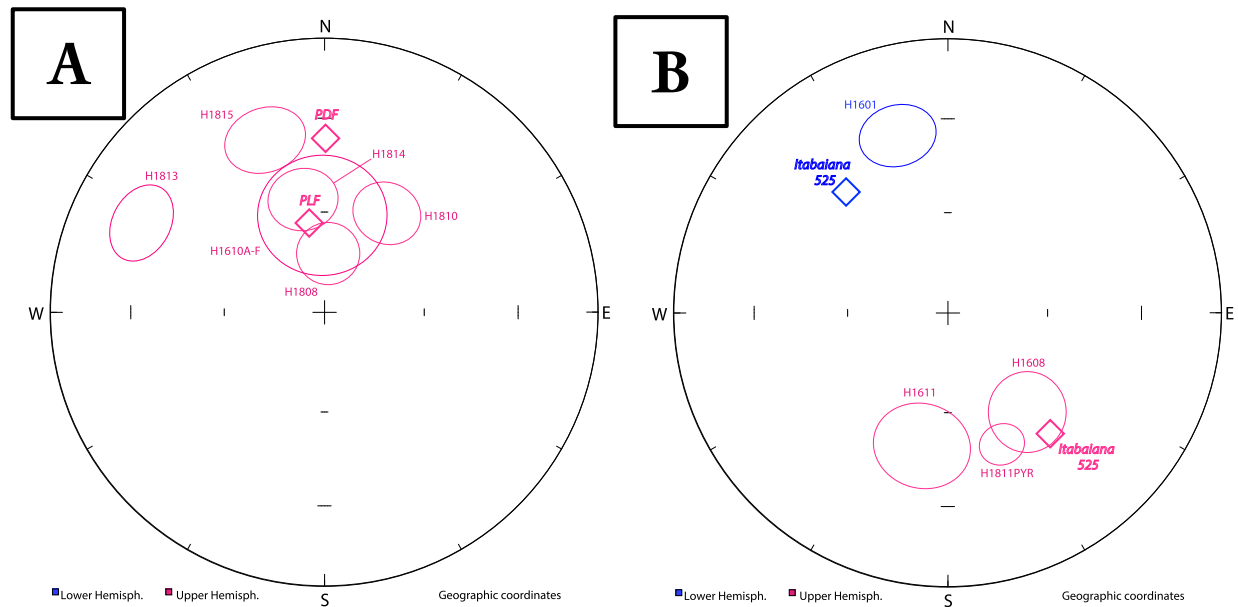 A
N
H1815
PDF
H1814
H1813
PLF
H1810
H1610A-F
H1808
W
E
S
Lower Hemisph.
Upper Hemisph.
Geographic coordinates
B
N
H1601
Itabaiana
525
W
E
H1608
H1611
Itabaiana
525
H1811PYR
S
Lower Hemisph.
Upper Hemisph.
Geographic coordinates